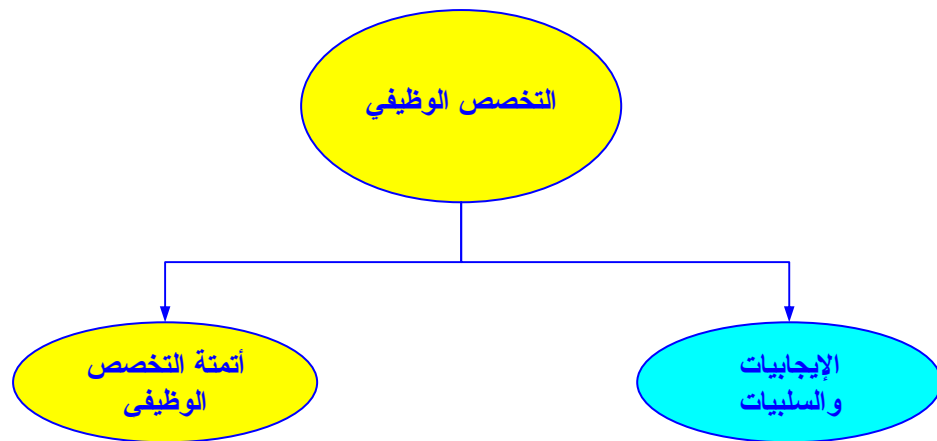 التخصص الوظيفي
الإيجابيات
والسلبيات
أتمتة التخصص
الوظيفى